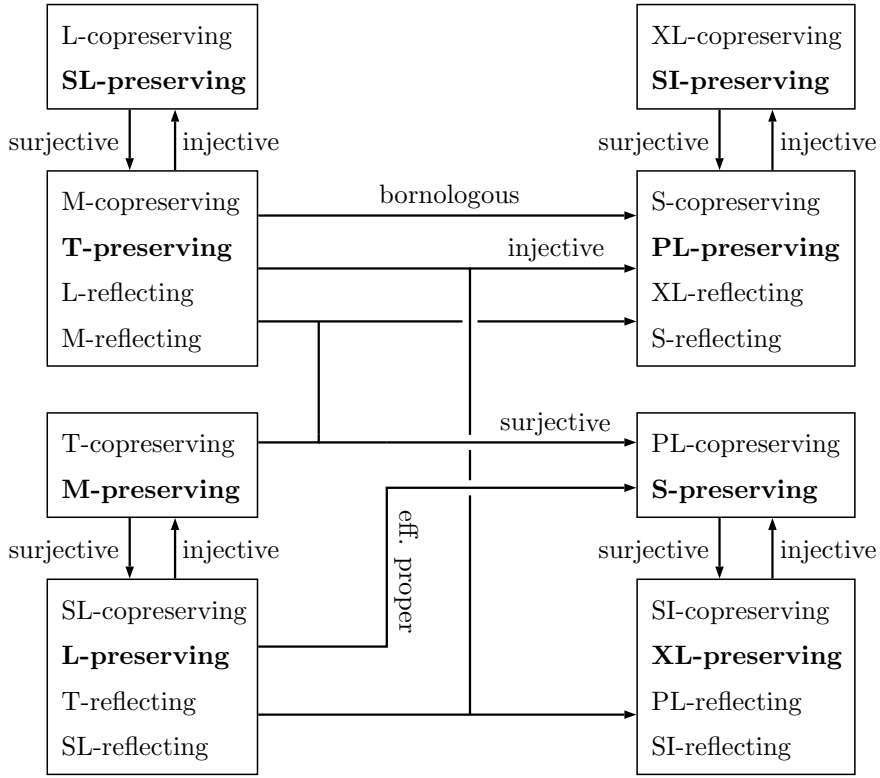 L-copreserving
SL-preserving
XL-copreserving
SI-preserving
surjective
injective
surjective
injective
M-copreserving
T-preserving
L-reflecting
M-reflecting
bornologous
injective
S-copreserving
PL-preserving
XL-reflecting
S-reflecting
T-copreserving
M-preserving
surjective
PL-copreserving
S-preserving
surjective
injective
eff. proper
surjective
injective
SL-copreserving
L-preserving
T-reflecting
SL-reflecting
SI-copreserving
XL-preserving
PL-reflecting
SI-reflecting